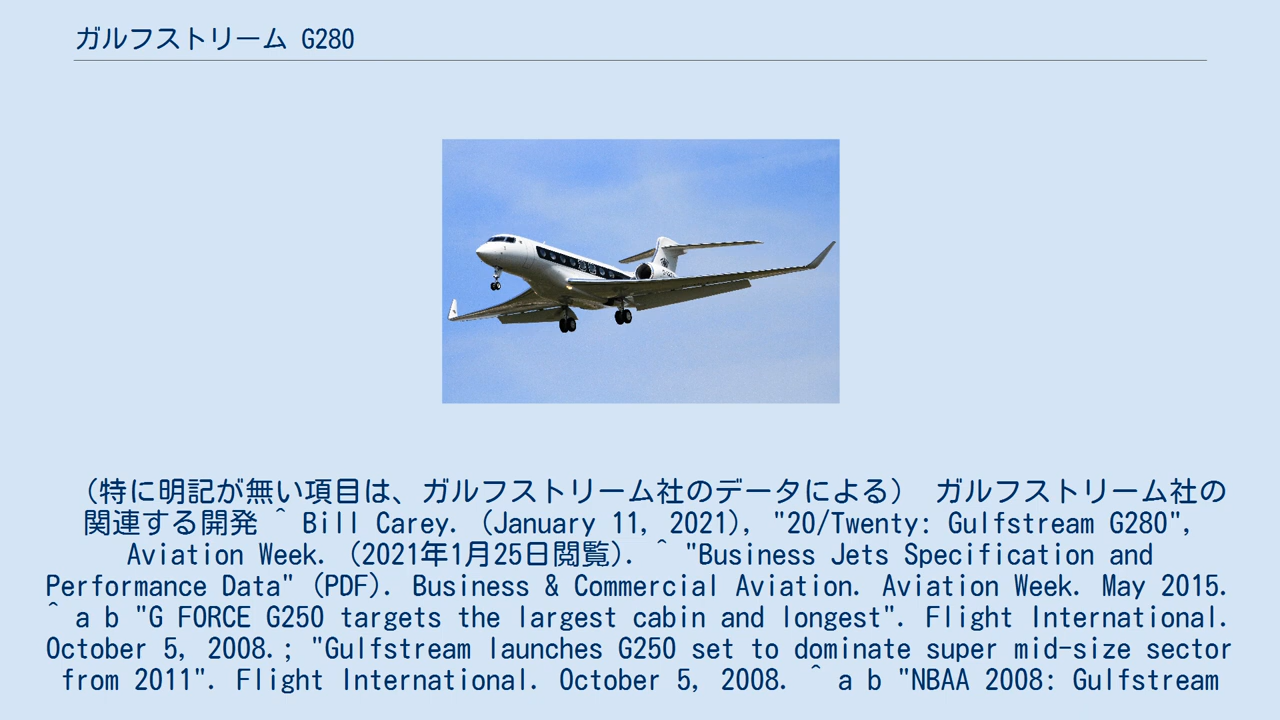 ガルフストリーム G280
（特に明記が無い項目は、ガルフストリーム社のデータによる） ガルフストリーム社の
関連する開発 ^ Bill Carey. (January 11, 2021), "20/Twenty: Gulfstream G280",
Aviation Week. (2021年1月25日閲覧). ^ "Business Jets Specification and
Performance Data" (PDF). Business & Commercial Aviation. Aviation Week. May 2015.
^ a b "G FORCE G250 targets the largest cabin and longest". Flight International.
October 5, 2008.; "Gulfstream launches G250 set to dominate super mid-size sector
from 2011". Flight International. October 5, 2008. ^ a b "NBAA 2008: Gulfstream